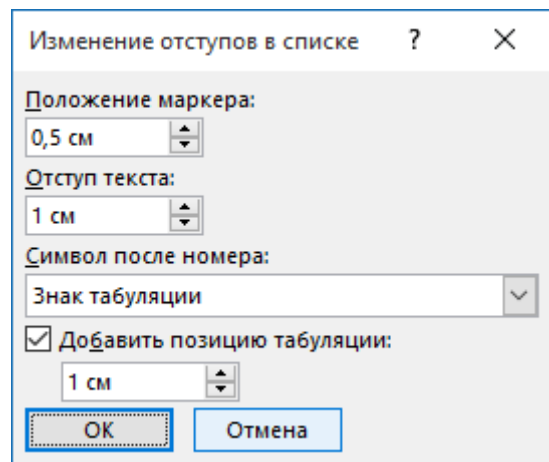 Изменение отступов в списке ?
Положение маркера:
0,5 см
Отступ текста:
1 см
Символ после номера:
Знак табуляции
Добавить позицию табуляции:
1 см
ОК Отмена